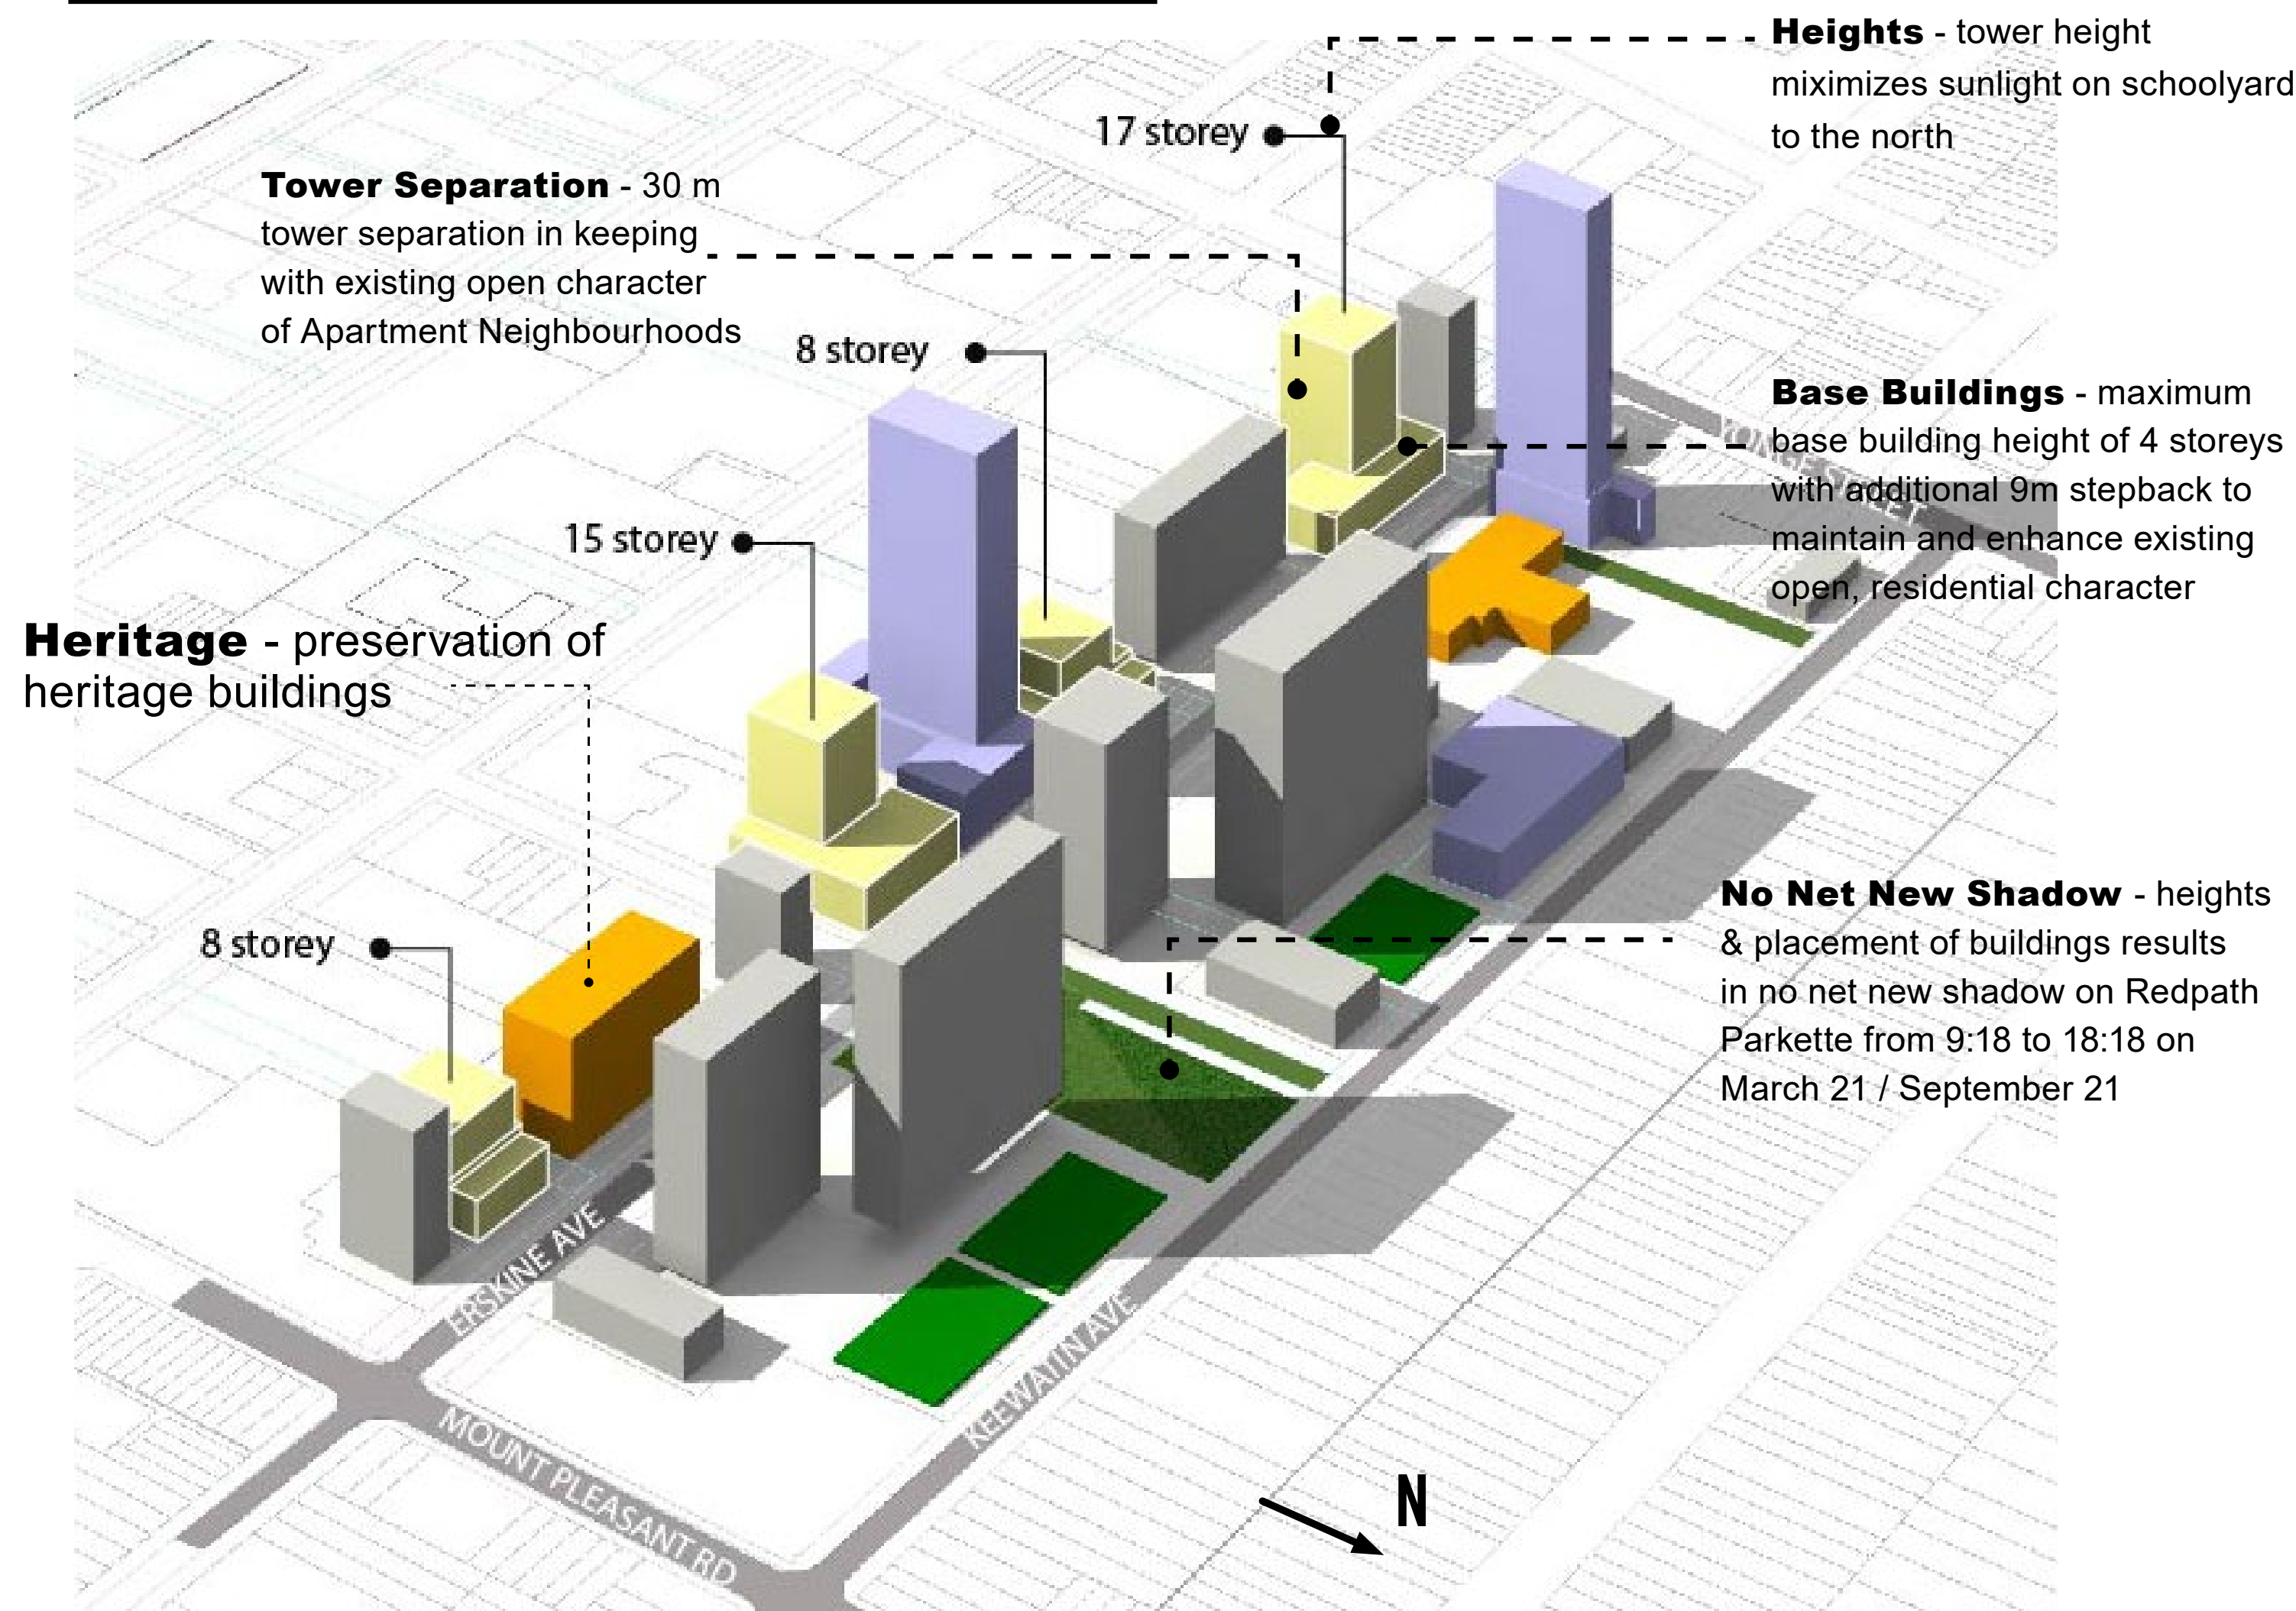 Heights - tower height
miximizes sunlight on schoolyard
to the north
17 storey
Tower Separation - 30 m
tower separation in keeping
with existing open character
of Apartment Neighbourhoods
8 storey
Base Buildings - maximum
base building height of 4 storeys
with additional 9m stepback to
maintain and enhance existing
open, residential character
YONGE STREET
15 storey
Heritage - preservation of
heritage buildings
No Net New Shadow - heights
& placement of buildings results
in no net new shadow on Redpath
Parkette from 9:18 to 18:18 on
March 21 / September 21
8 storey
ERSKINE AVE
KEEWATIN AVE
MOUNT PLEASANT RD
N